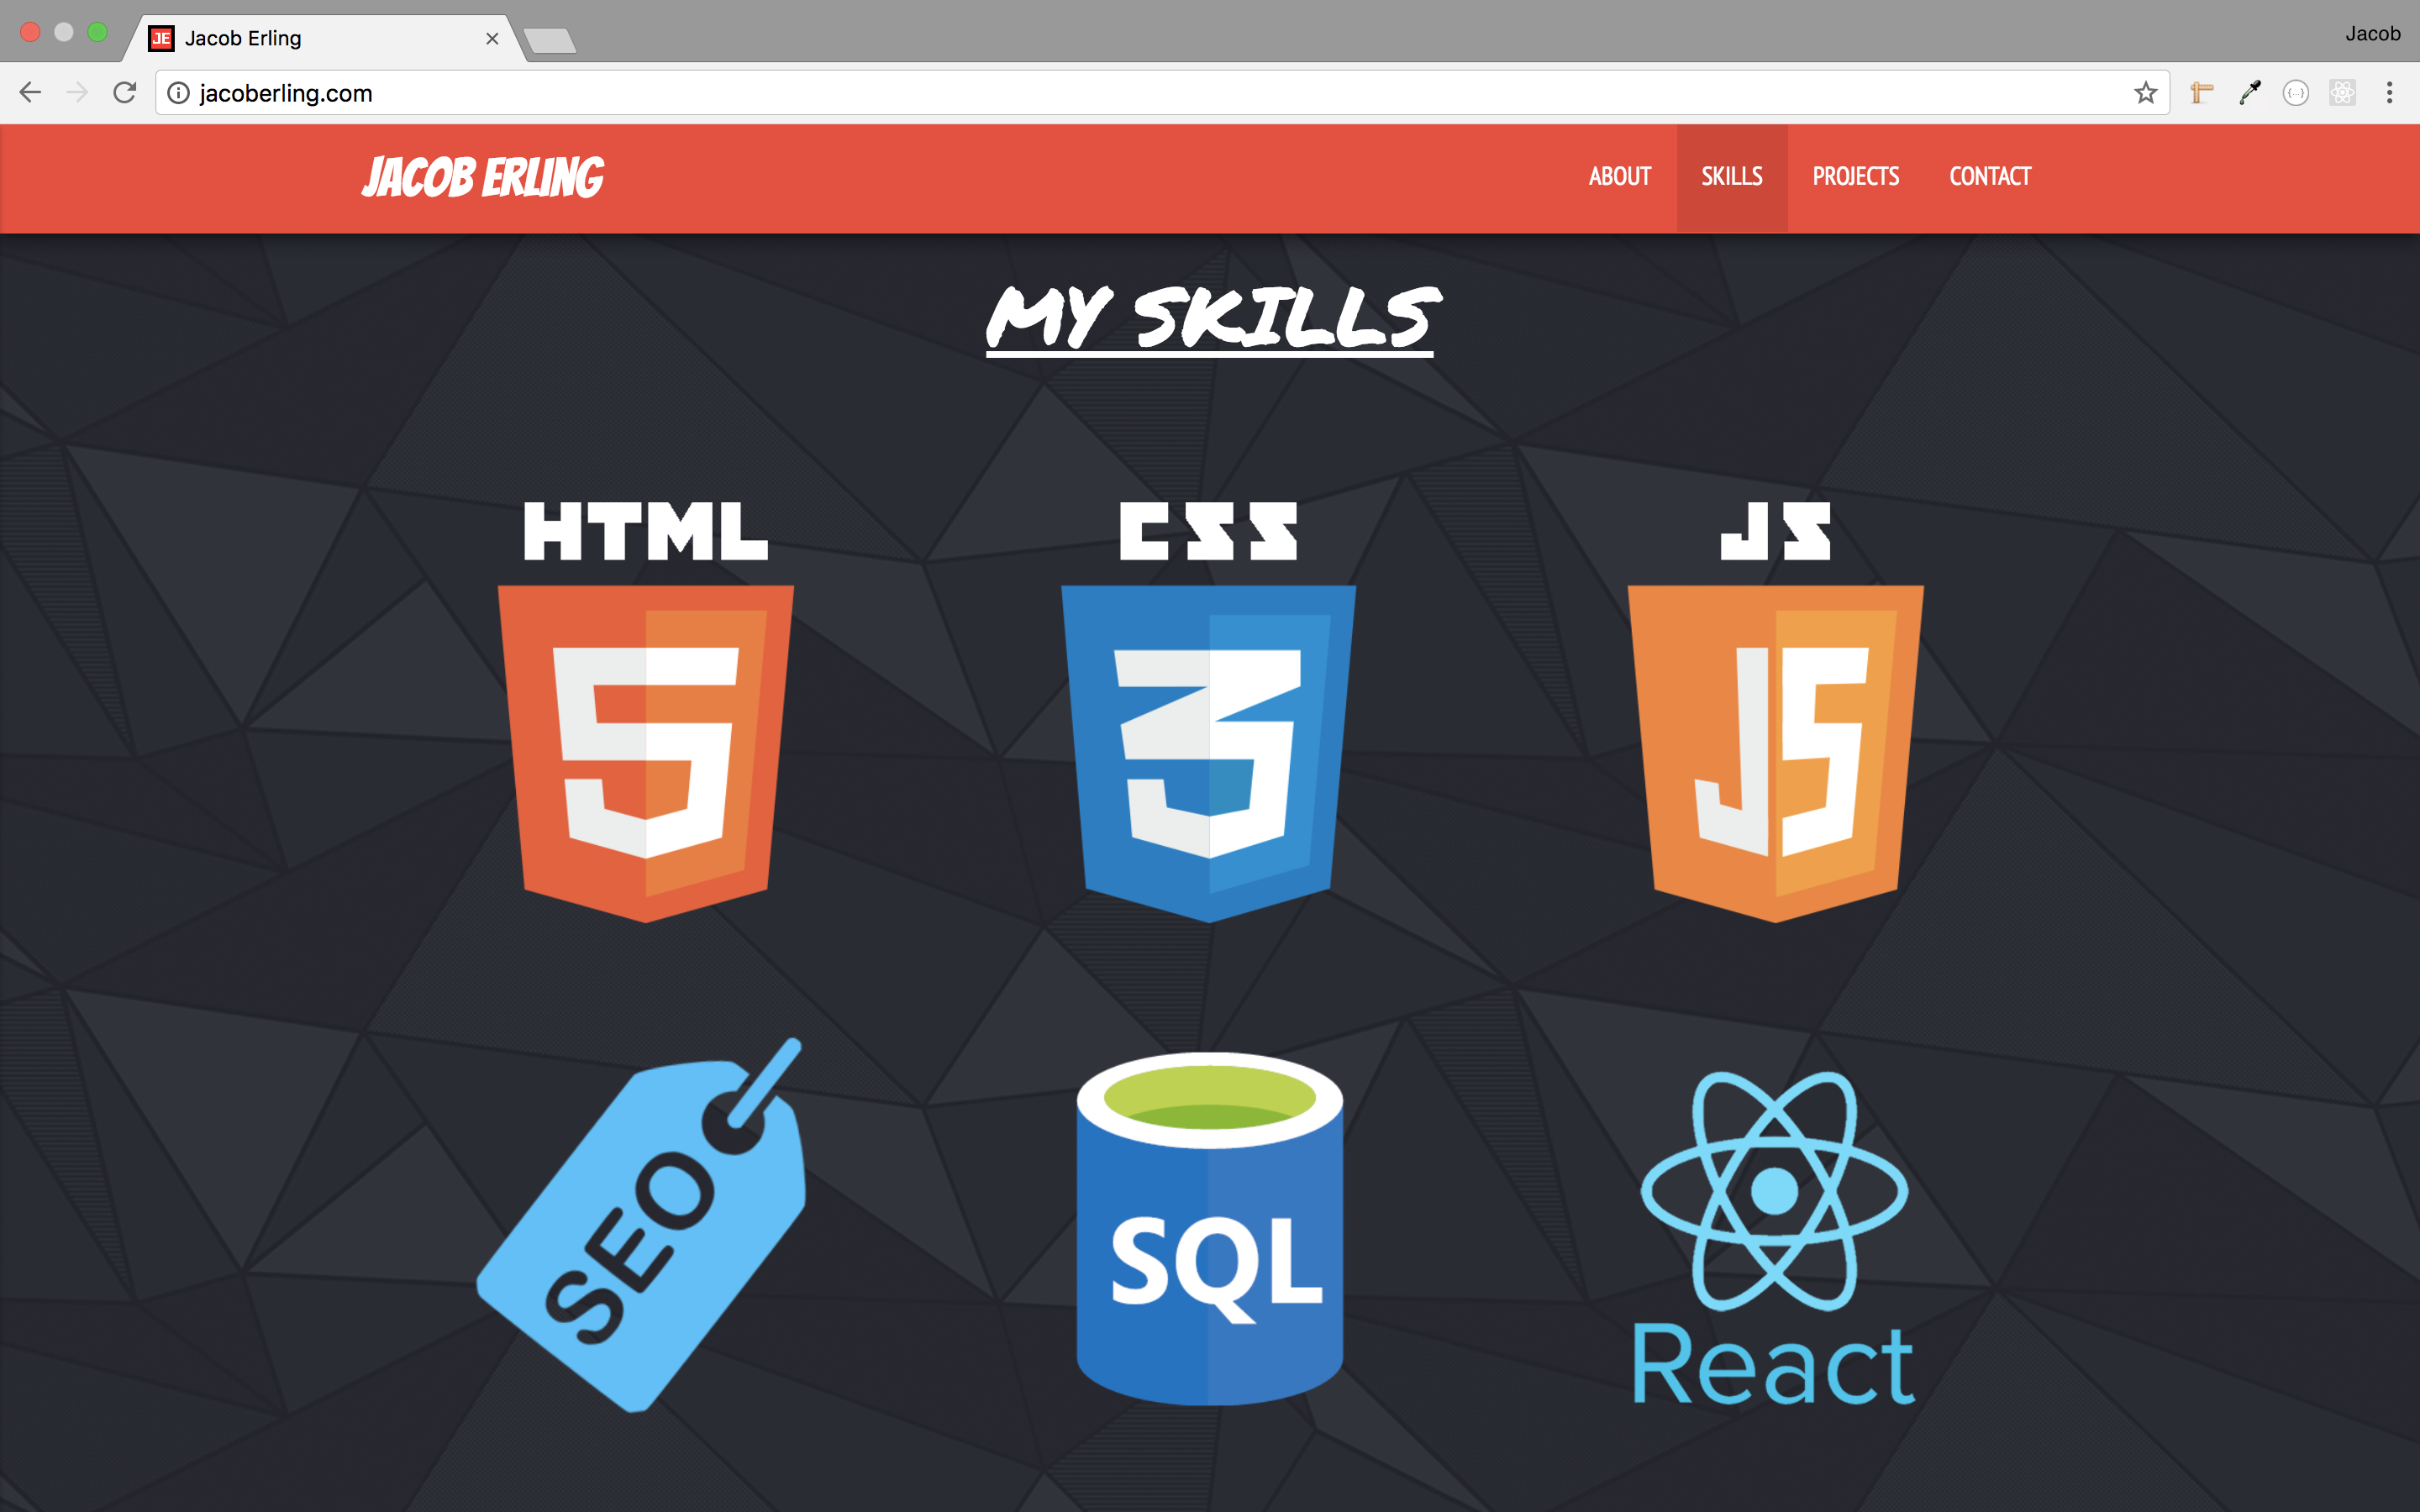 JE Jacob Erling
Jacob
jacoberling.com
JACOB ERLING
ABOUT SKILLS PROJECTS CONTACT
MY SKILLS
HTML CSS JS
5 3 JS
SEO SQL
React